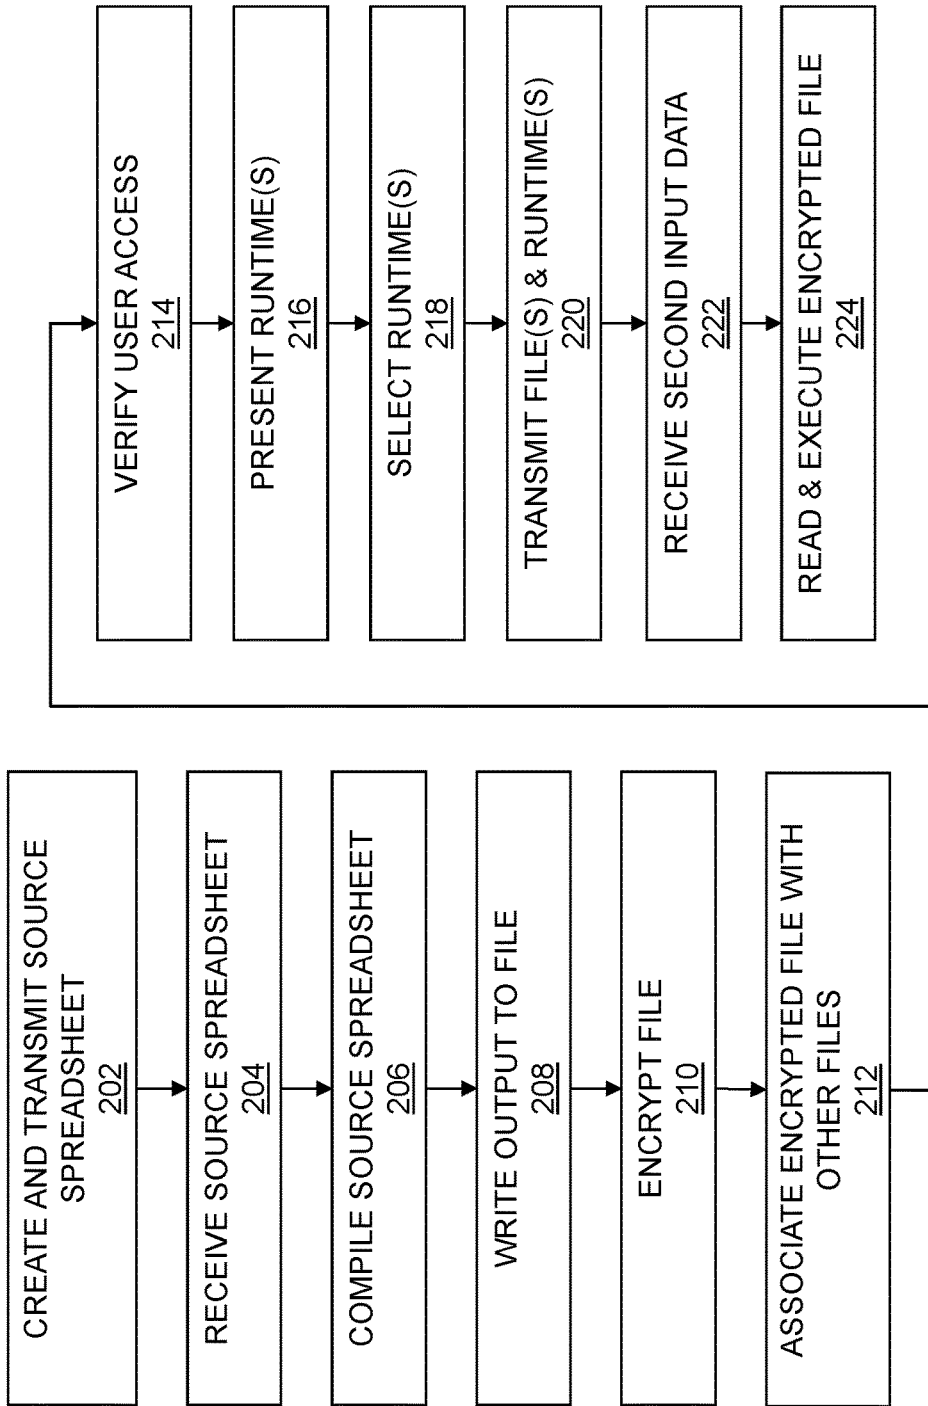 CREATE AND TRANSMIT SOURCE
SPREADSHEET
202
RECEIVE SOURCE SPREADSHEET
204
COMPILE SOURCE SPREADSHEET
206
WRITE OUTPUT TO FILE
208
ENCRYPT FILE
210
ASSOCIATE ENCRYPTED FILE WITH
OTHER FILES
212
VERIFY USER ACCESS
214
PRESENT RUNTIME(S)
216
SELECT RUNTIME(S)
218
TRANSMIT FILE(S) & RUNTIME(S)
220
RECEIVE SECOND INPUT DATA
222
READ & EXECUTE ENCRYPTED FILE
224